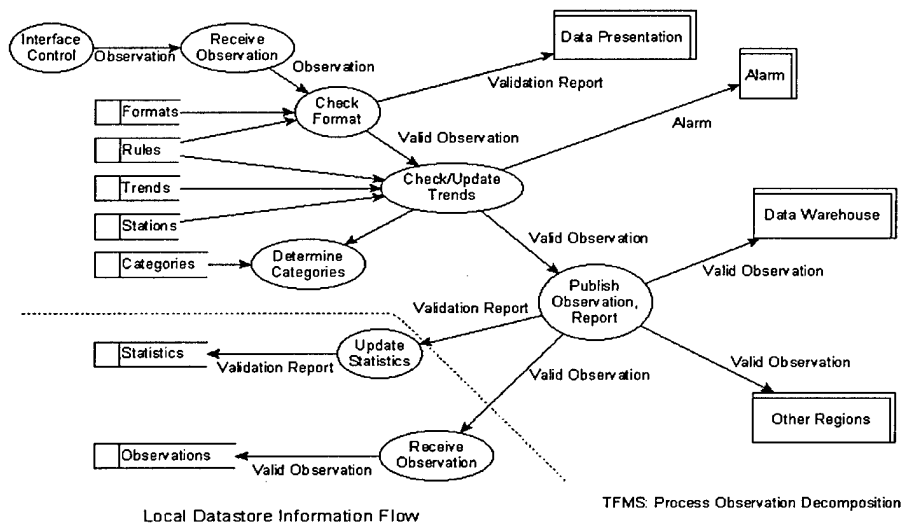 Interface
Control
Observation
Receive
Observation
Data Presentation
Observation
Validation Report
Alarm
Formats
Check
Format
Alarm
Rules
Valid Observation
Trends
Check/Update
Trends
Stations
Data Warehouse
Valid Observation
Categories
Determine
Categories
Valid Observation
Publish
Observation,
Report
Validation Report
Statistics
Validation Report
Update
Statistics
Valid Observation
Valid Observation
Other Regions
Observations
Valid Observation
Receive
Observation
TFMS: Process Observation Decomposition
Local Datastore Information Flow